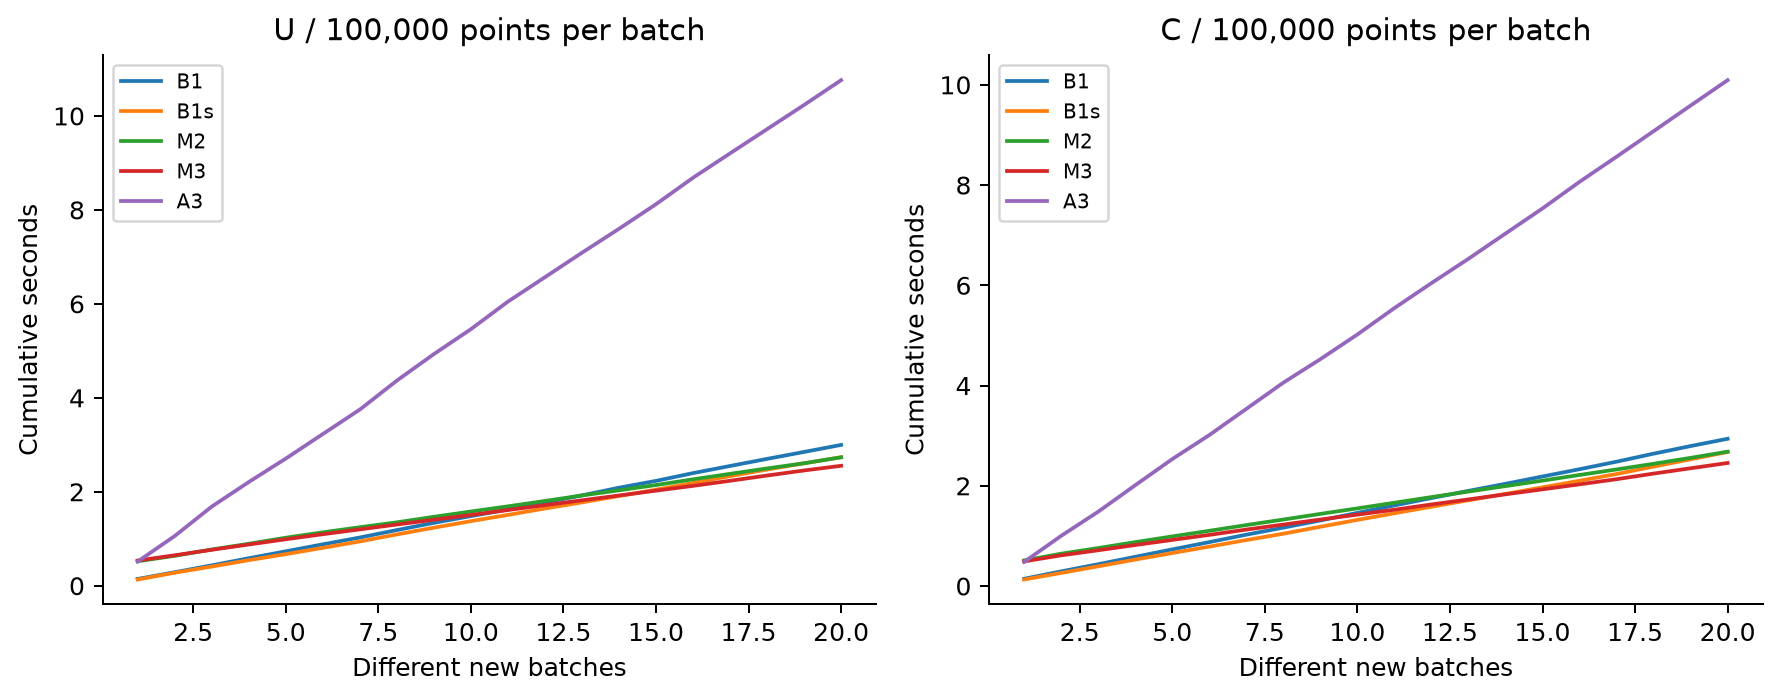 U / 100,000 points per batch
B1
B1s
M2
M3
A3
10
8
6
4
2
0
Cumulative seconds
2.5 5.0 7.5 10.0 12.5 15.0 17.5 20.0
Different new batches
C / 100,000 points per batch
B1
B1s
M2
M3
A3
10
8
6
4
2
0
Cumulative seconds
2.5 5.0 7.5 10.0 12.5 15.0 17.5 20.0
Different new batches